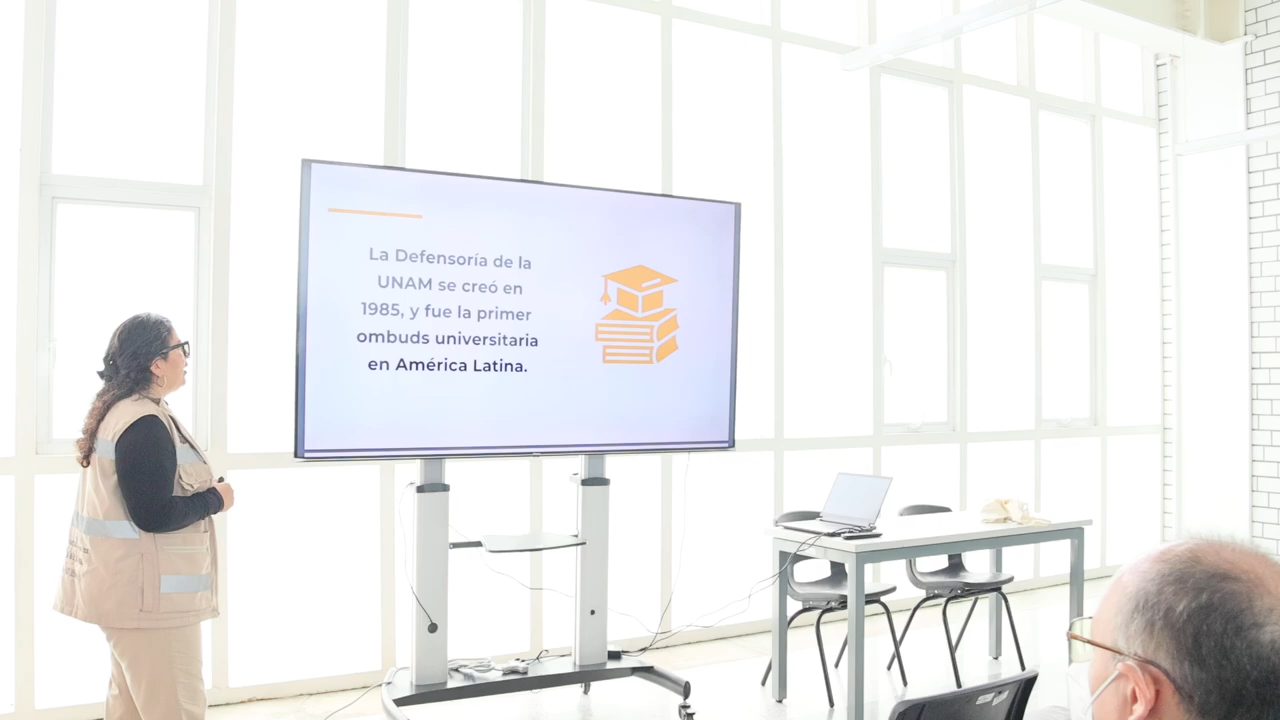 La Defensoría de la
UNAM se creó en
1985, y fue la primer
ombuds universitaria
en América Latina.